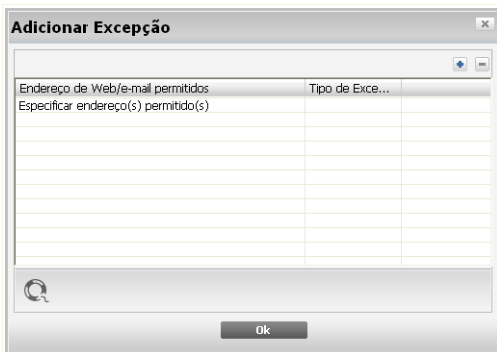 Adicionar Excepção
Endereço de Web/e-mail permitidos Tipo de Exce...
Especificar endereço(s) permitido(s)
Ok